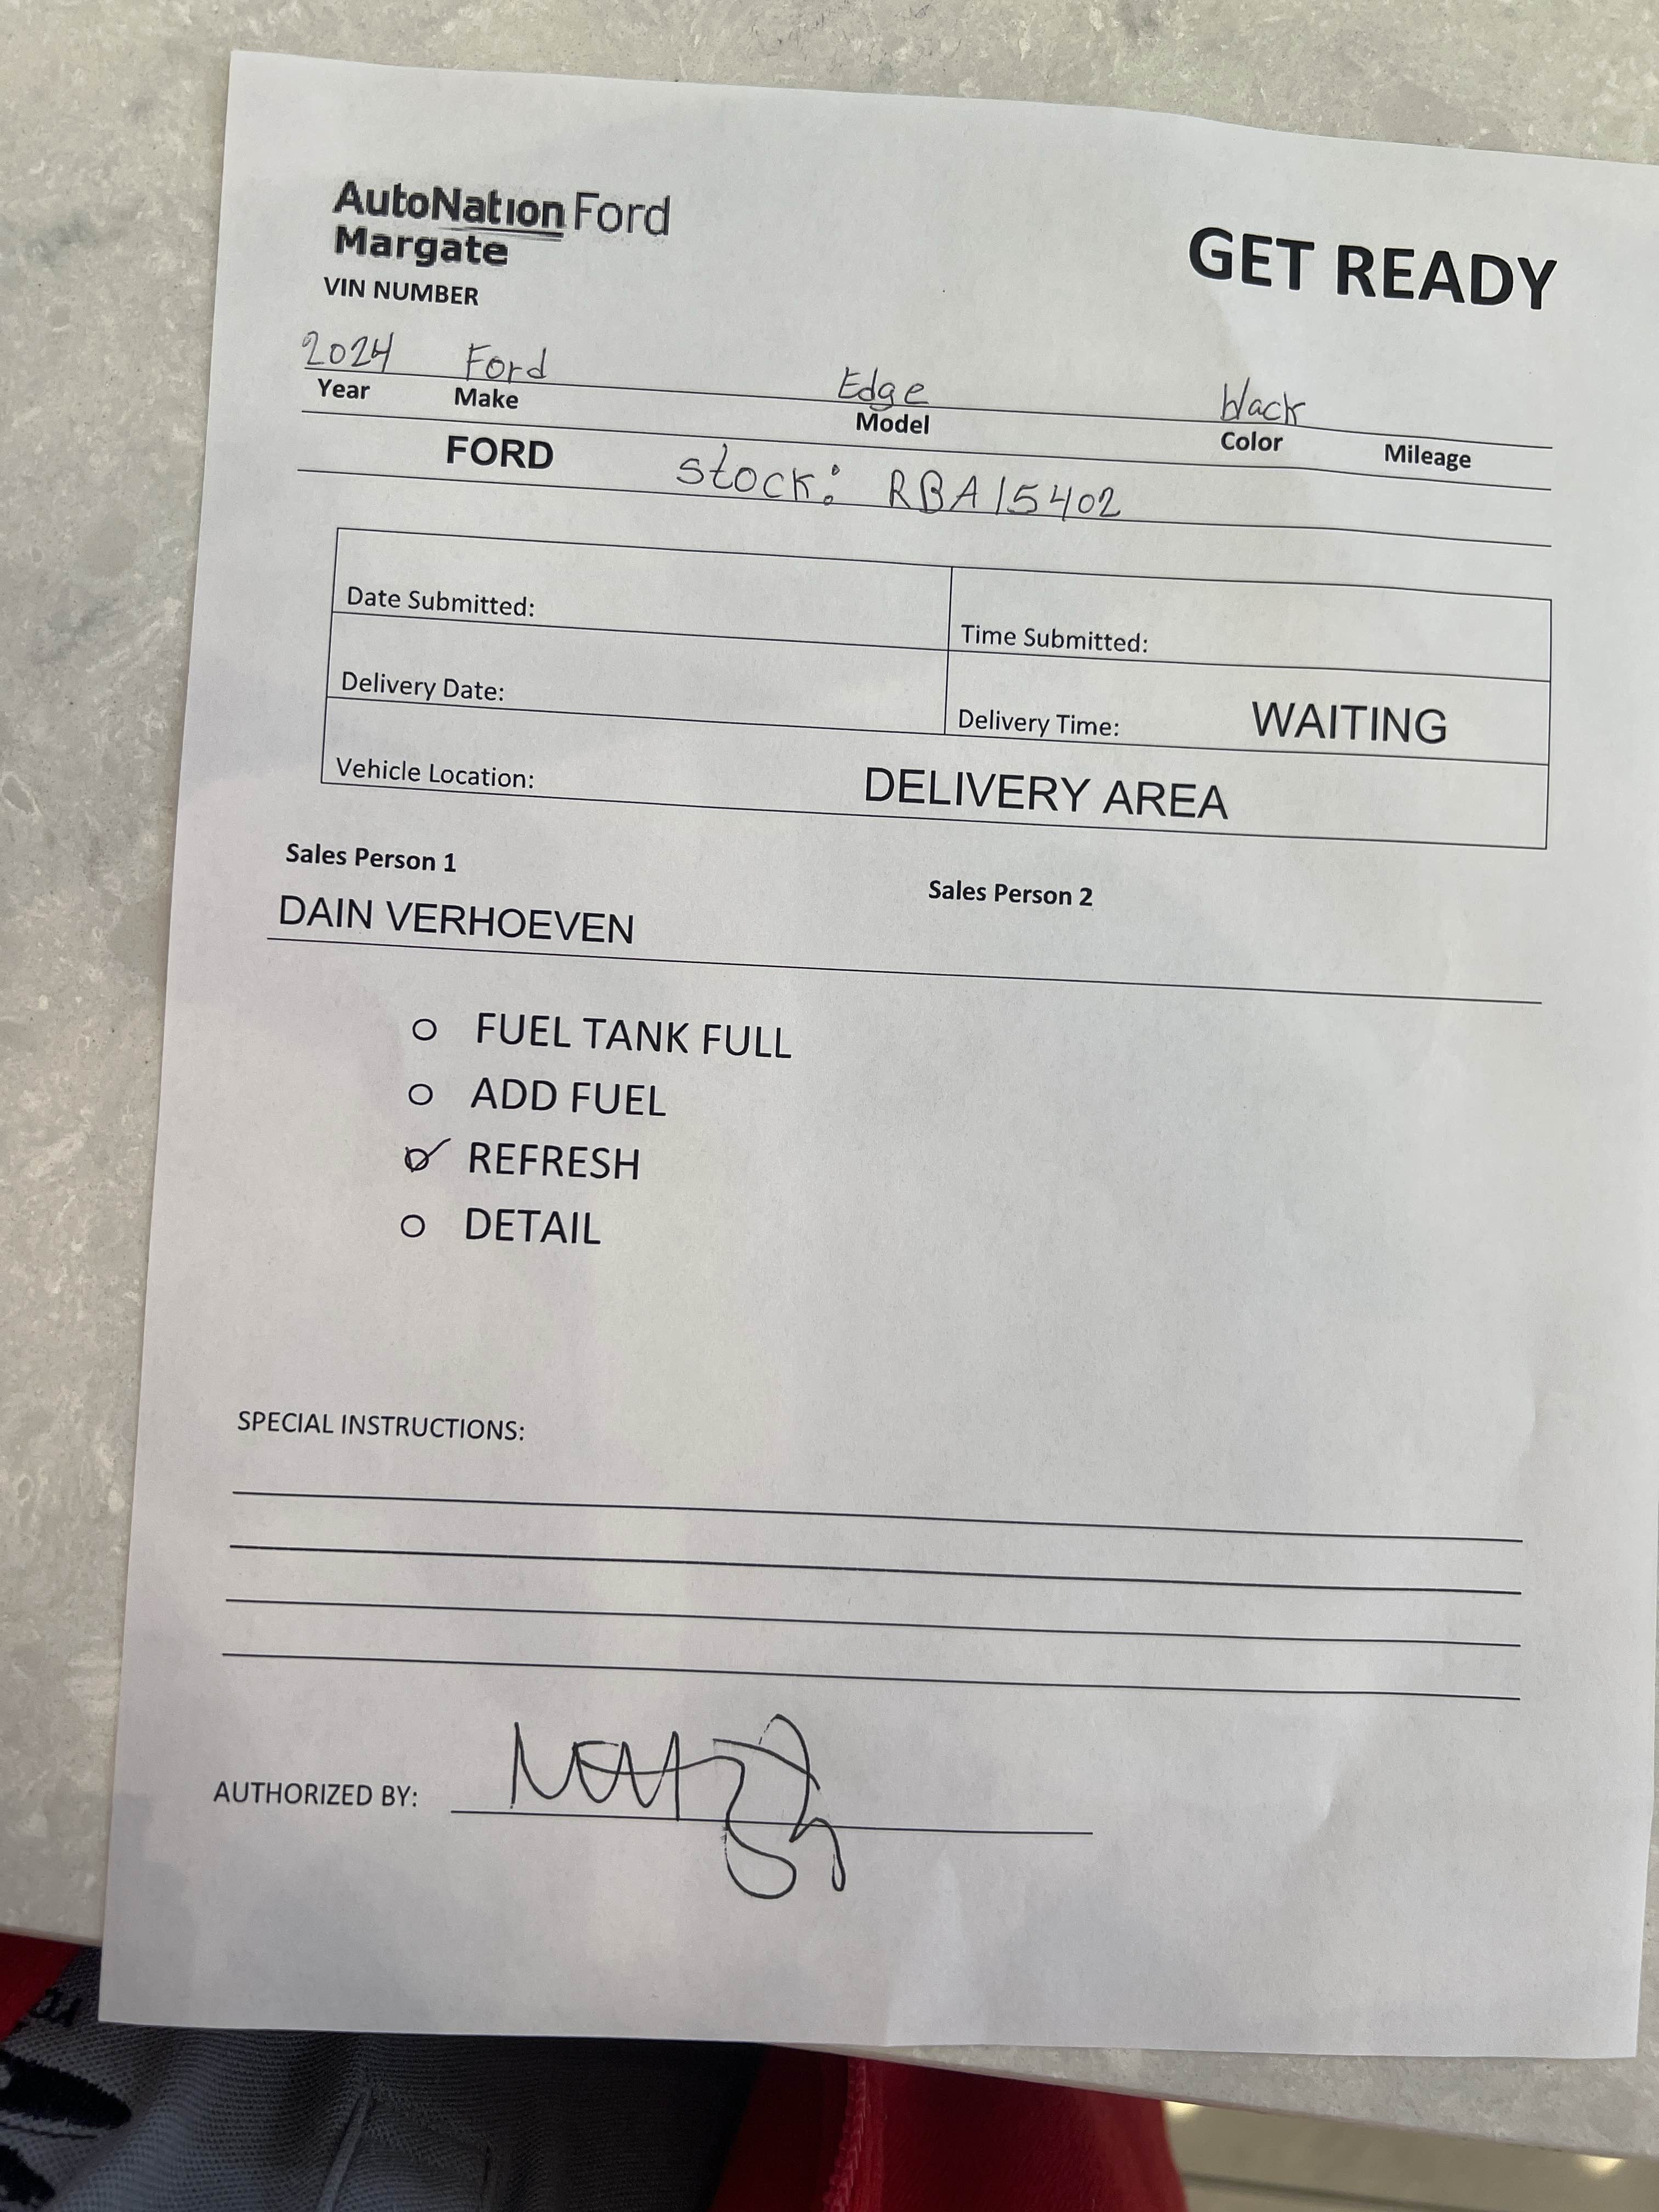 AutoNation Ford
Margate
GET READY
VIN NUMBER
2024 Ford Edge black
Year Make Model Color Mileage
FORD stock: RBA15402
Date Submitted: Time Submitted:
Delivery Date: Delivery Time: WAITING
Vehicle Location: DELIVERY AREA
Sales Person 1 Sales Person 2
DAIN VERHOEVEN
FUEL TANK FULL
ADD FUEL
REFRESH
DETAIL
SPECIAL INSTRUCTIONS:
AUTHORIZED BY: